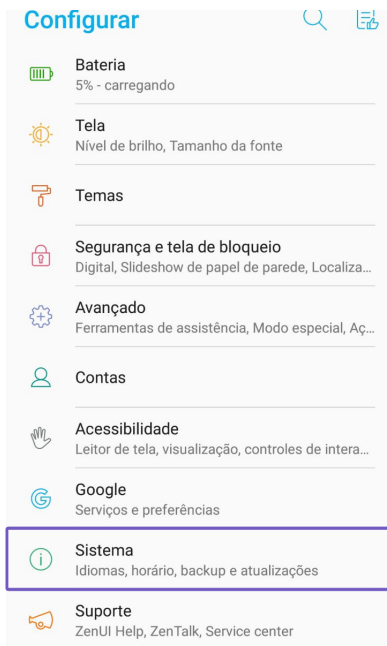 Configurar
Bateria
5% - carregando
Tela
Nível de brilho, Tamanho da fonte
Temas
Segurança e tela de bloqueio
Digital, Slideshow de papel de parede, Localiza...
Avançado
Ferramentas de assistência, Modo especial, Aç...
Contas
Acessibilidade
Leitor de tela, visualização, controles de intera...
Google
Serviços e preferências
Sistema
Idiomas, horário, backup e atualizações
Suporte
ZenUI Help, ZenTalk, Service center